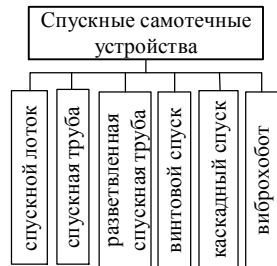 Спускные самотечные
устройства
спускной лоток
спускная труба
разветвленная
спускная труба
винтовой спуск
каскадный спуск
виброхобот